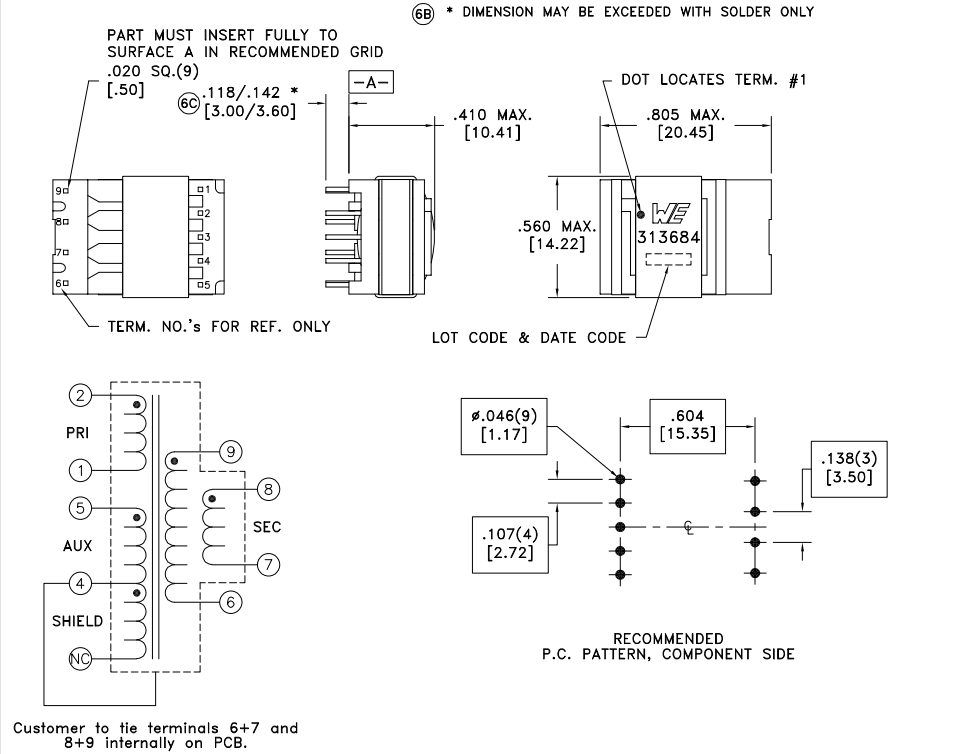 6B * DIMENSION MAY BE EXCEEDED WITH SOLDER ONLY
PART MUST INSERT FULLY TO
SURFACE A IN RECOMMENDED GRID
.020 SQ.(9)
[.50]
6C .118/.142 *
[3.00/3.60]
-A-
.410 MAX.
[10.41]
DOT LOCATES TERM. #1
.805 MAX.
[20.45]
9
8
7
6
1
2
3
4
5
.560 MAX.
[14.22]
WE
313684
TERM. NO.'s FOR REF. ONLY
LOT CODE & DATE CODE
2
PRI
1
5
AUX
4
SHIELD
NC
9
8
SEC
7
6
Customer to tie terminals 6+7 and
8+9 internally on PCB.
ø.046(9)
[1.17]
.604
[15.35]
.138(3)
[3.50]
.107(4)
[2.72]
℄
RECOMMENDED
P.C. PATTERN, COMPONENT SIDE